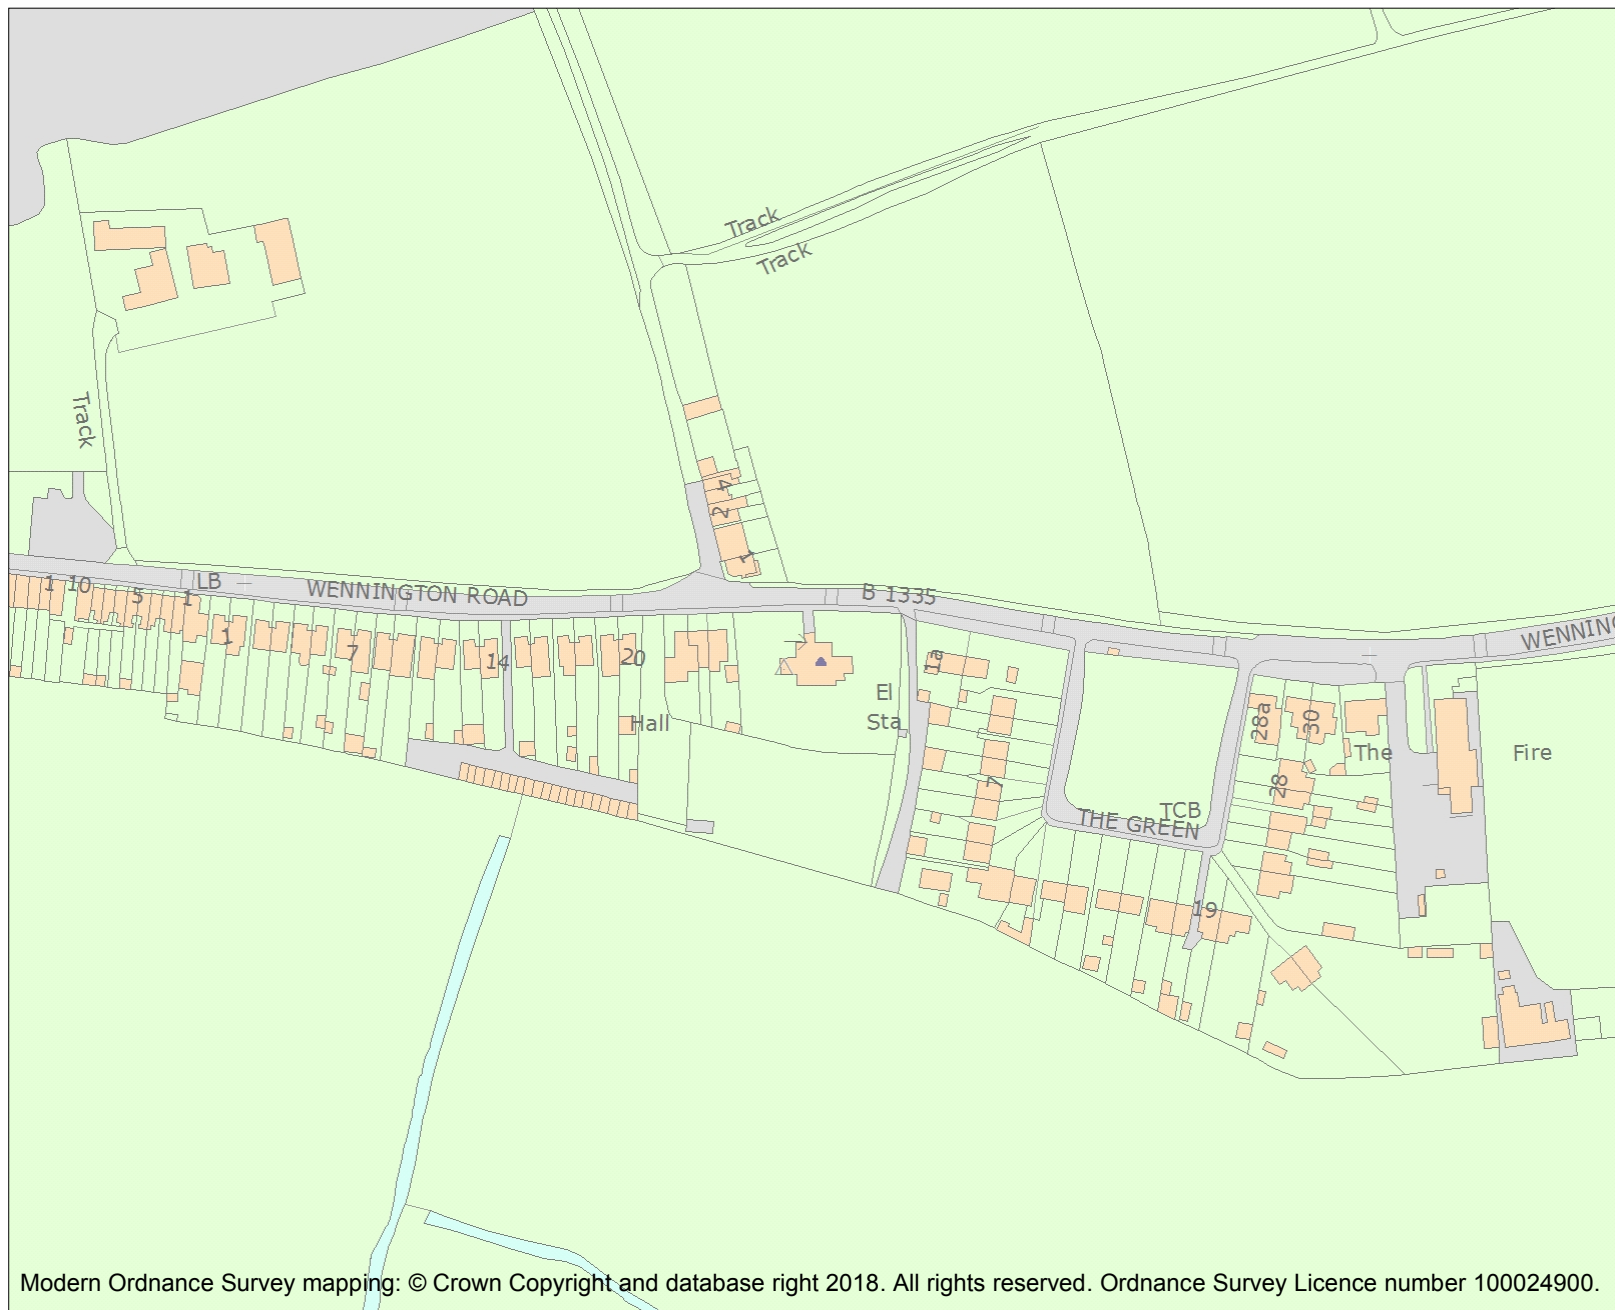 Track
Track
Track
4
2
1
1 10
5
1
LB
WENNINGTON ROAD
B 1335
WENNING
1
7
14
20
1a
El
Sta
Hall
7
28a
30
The
Fire
28
TCB
THE GREEN
19
Modern Ordnance Survey mapping: © Crown Copyright and database right 2018. All rights reserved. Ordnance Survey Licence number 100024900.